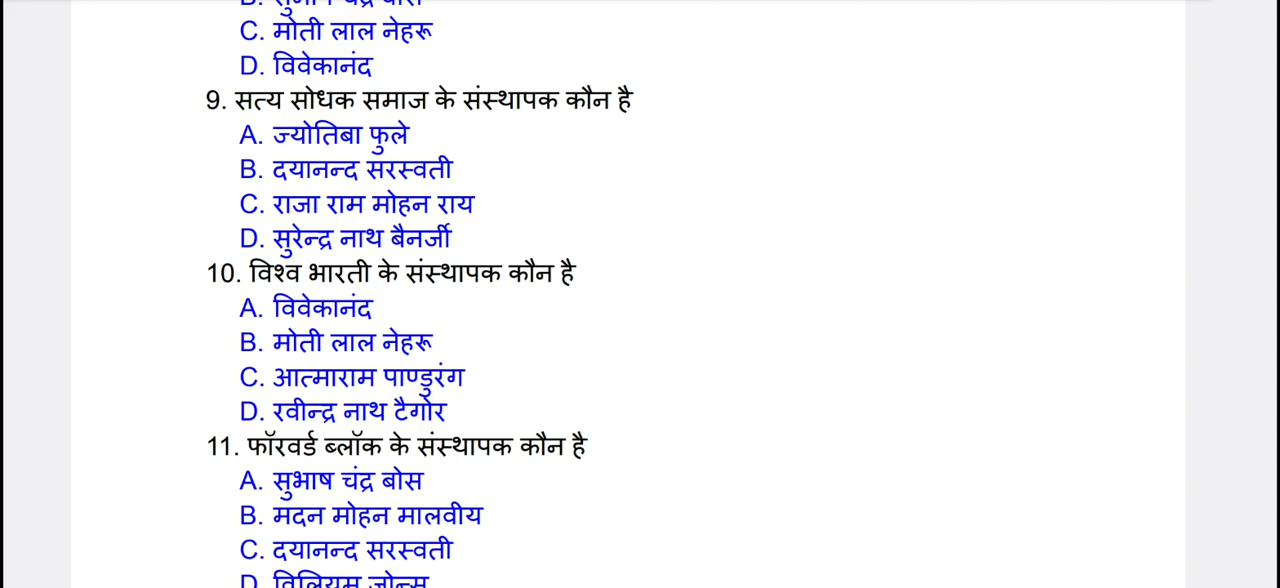 C. मोती लाल नेहरू
D. विवेकानंद
9. सत्य सोधक समाज के संस्थापक कौन है
A. ज्योतिबा फुले
B. दयानन्द सरस्वती
C. राजा राम मोहन राय
D. सुरेन्द्र नाथ बैनर्जी
10. विश्व भारती के संस्थापक कौन है
A. विवेकानंद
B. मोती लाल नेहरू
C. आत्माराम पाण्डुरंग
D. रवीन्द्र नाथ टैगोर
11. फॉरवर्ड ब्लॉक के संस्थापक कौन है
A. सुभाष चंद्र बोस
B. मदन मोहन मालवीय
C. दयानन्द सरस्वती
D. विलियम जोन्स